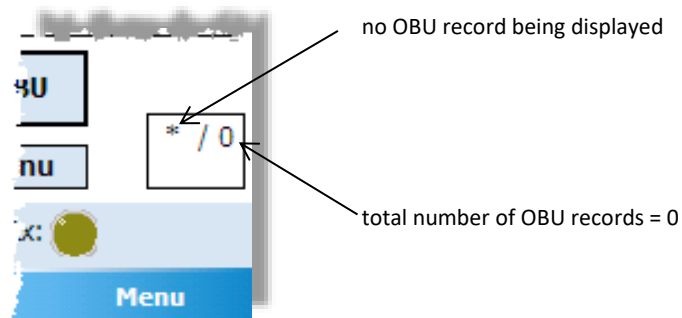 no OBU record being displayed
BU
* / 0
nu
total number of OBU records = 0
x:
Menu